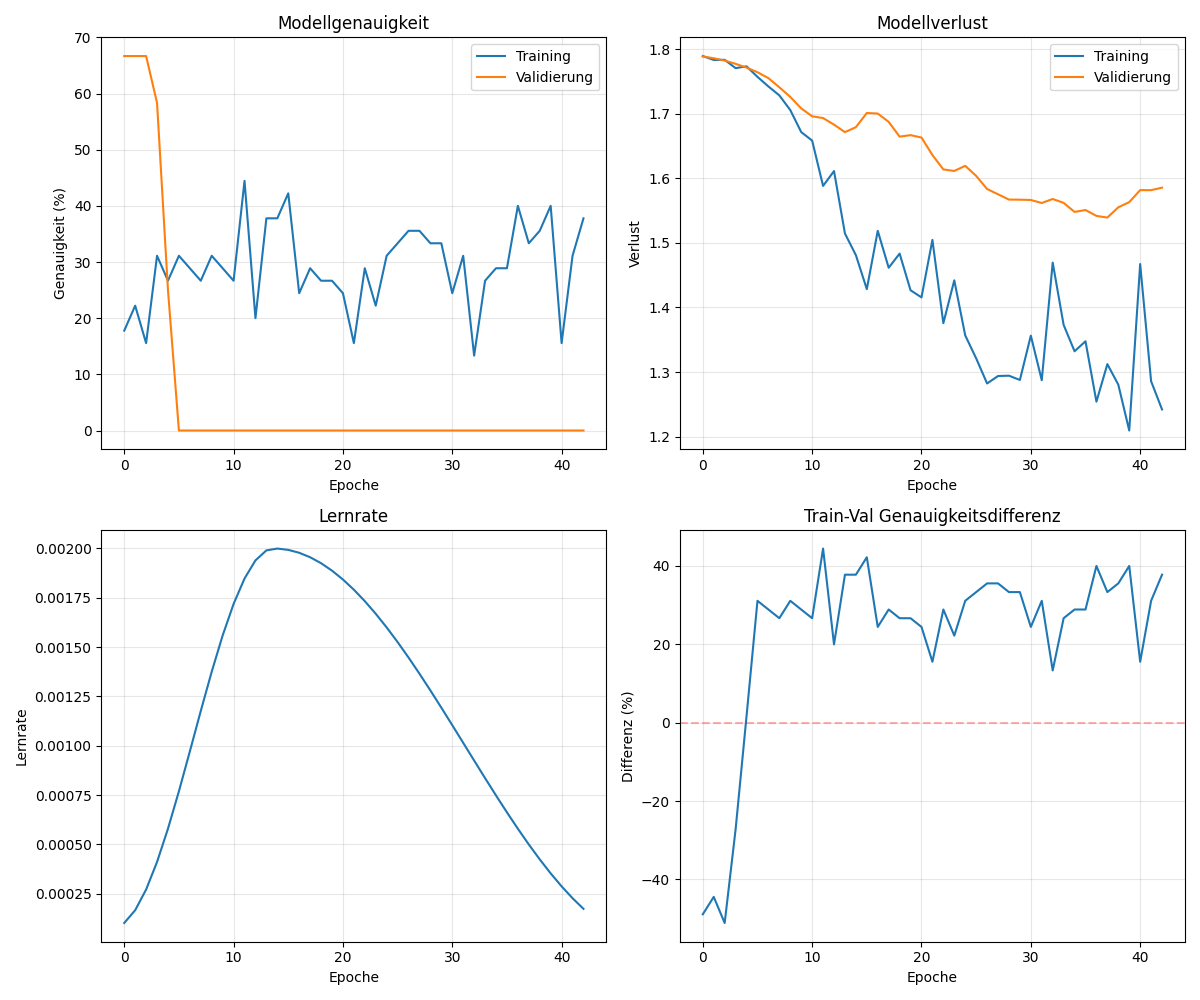 Modellgenauigkeit
Training
Validierung
70
60
50
40
30
20
10
0
Genauigkeit (%)
0 10 20 30 40
Epoche
Modellverlust
Training
Validierung
1.8
1.7
1.6
1.5
1.4
1.3
1.2
Verlust
0 10 20 30 40
Epoche
Lernrate
0.00200
0.00175
0.00150
0.00125
0.00100
0.00075
0.00050
0.00025
Lernrate
0 10 20 30 40
Epoche
Train-Val Genauigkeitsdifferenz
40
20
0
−20
−40
Differenz (%)
0 10 20 30 40
Epoche